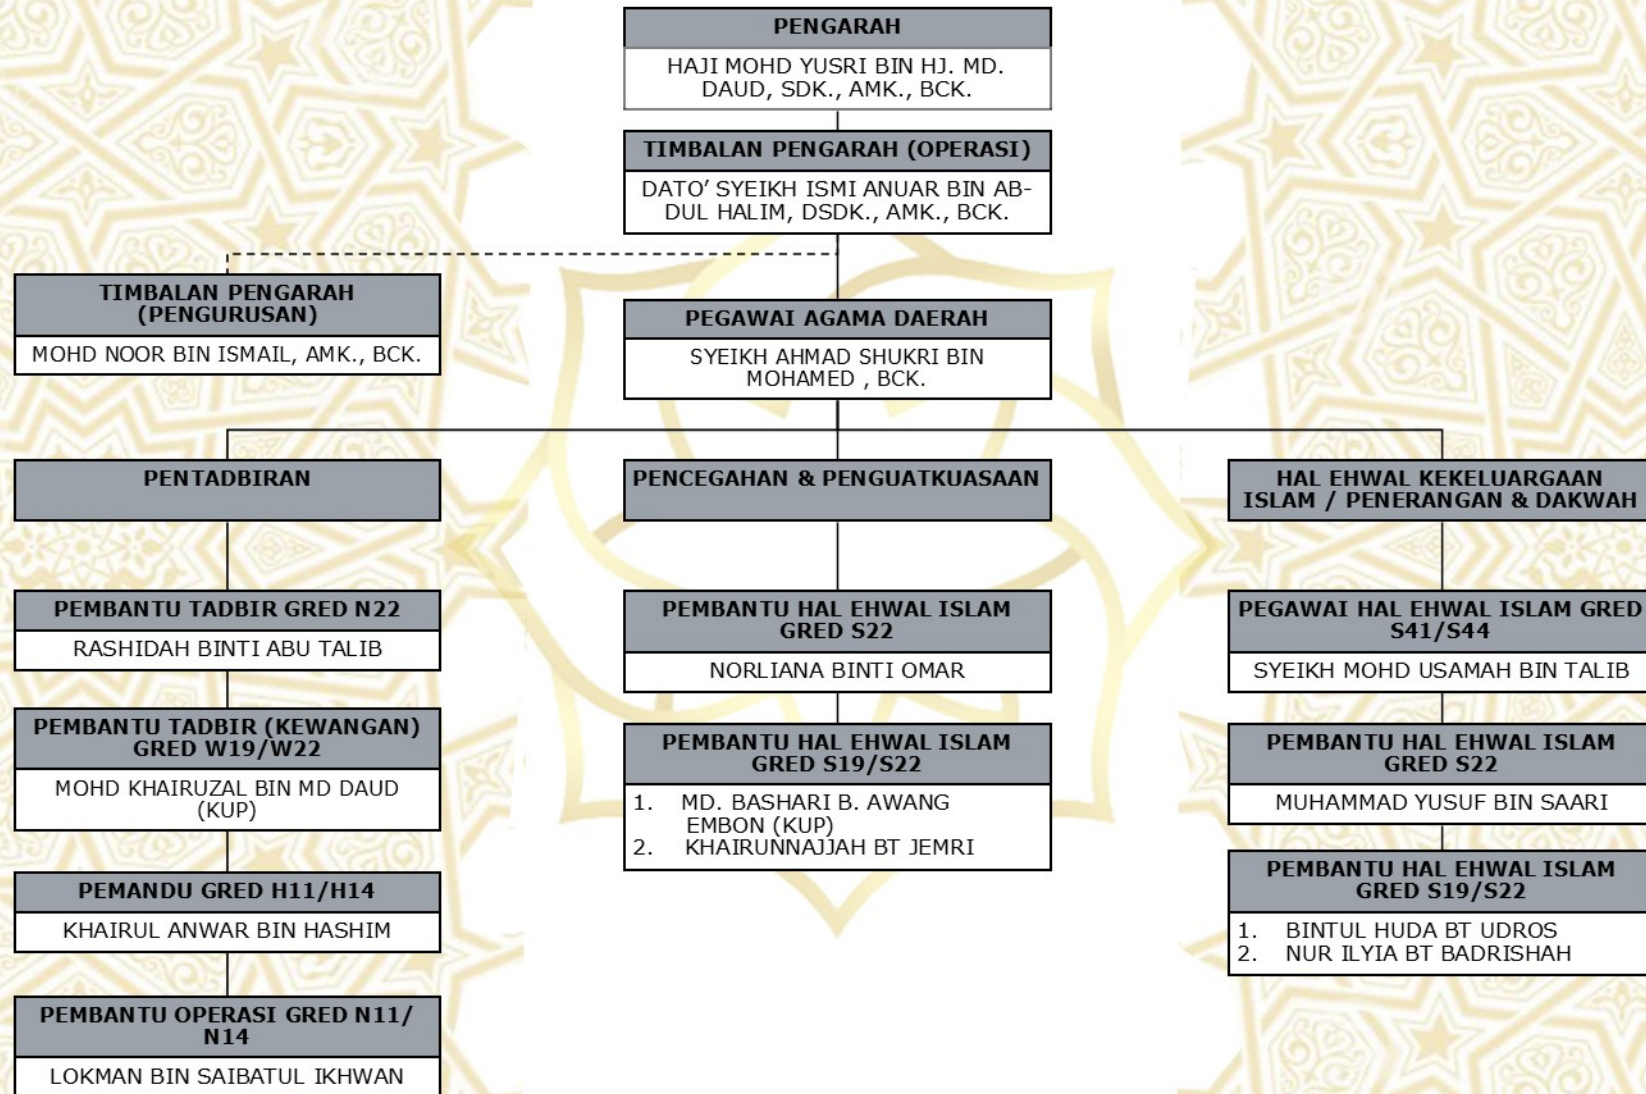 PENGARAH
HAJI MOHD YUSRI BIN HJ. MD.
DAUD, SDK., AMK., BCK.
TIMBALAN PENGARAH (OPERASI)
DATO’ SYEIKH ISMI ANUAR BIN AB-
DUL HALIM, DSDK., AMK., BCK.
TIMBALAN PENGARAH
(PENGURUSAN)
MOHD NOOR BIN ISMAIL, AMK., BCK.
PEGAWAI AGAMA DAERAH
SYEIKH AHMAD SHUKRI BIN
MOHAMED , BCK.
PENTADBIRAN
PEMBANTU TADBIR GRED N22
RASHIDAH BINTI ABU TALIB
PEMBANTU TADBIR (KEWANGAN)
GRED W19/W22
MOHD KHAIRUZAL BIN MD DAUD
(KUP)
PEMANDU GRED H11/H14
KHAIRUL ANWAR BIN HASHIM
PEMBANTU OPERASI GRED N11/
N14
LOKMAN BIN SAIBATUL IKHWAN
PENCEGAHAN & PENGUATKUASAAN
PEMBANTU HAL EHWAL ISLAM
GRED S22
NORLIANA BINTI OMAR
PEMBANTU HAL EHWAL ISLAM
GRED S19/S22
1. MD. BASHARI B. AWANG
EMBON (KUP)
2. KHAIRUNNAJJAH BT JEMRI
HAL EHWAL KEKELUARGAAN
ISLAM / PENERANGAN & DAKWAH
PEGAWAI HAL EHWAL ISLAM GRED
S41/S44
SYEIKH MOHD USAMAH BIN TALIB
PEMBANTU HAL EHWAL ISLAM
GRED S22
MUHAMMAD YUSUF BIN SAARI
PEMBANTU HAL EHWAL ISLAM
GRED S19/S22
1. BINTUL HUDA BT UDROS
2. NUR ILYIA BT BADRISHAH